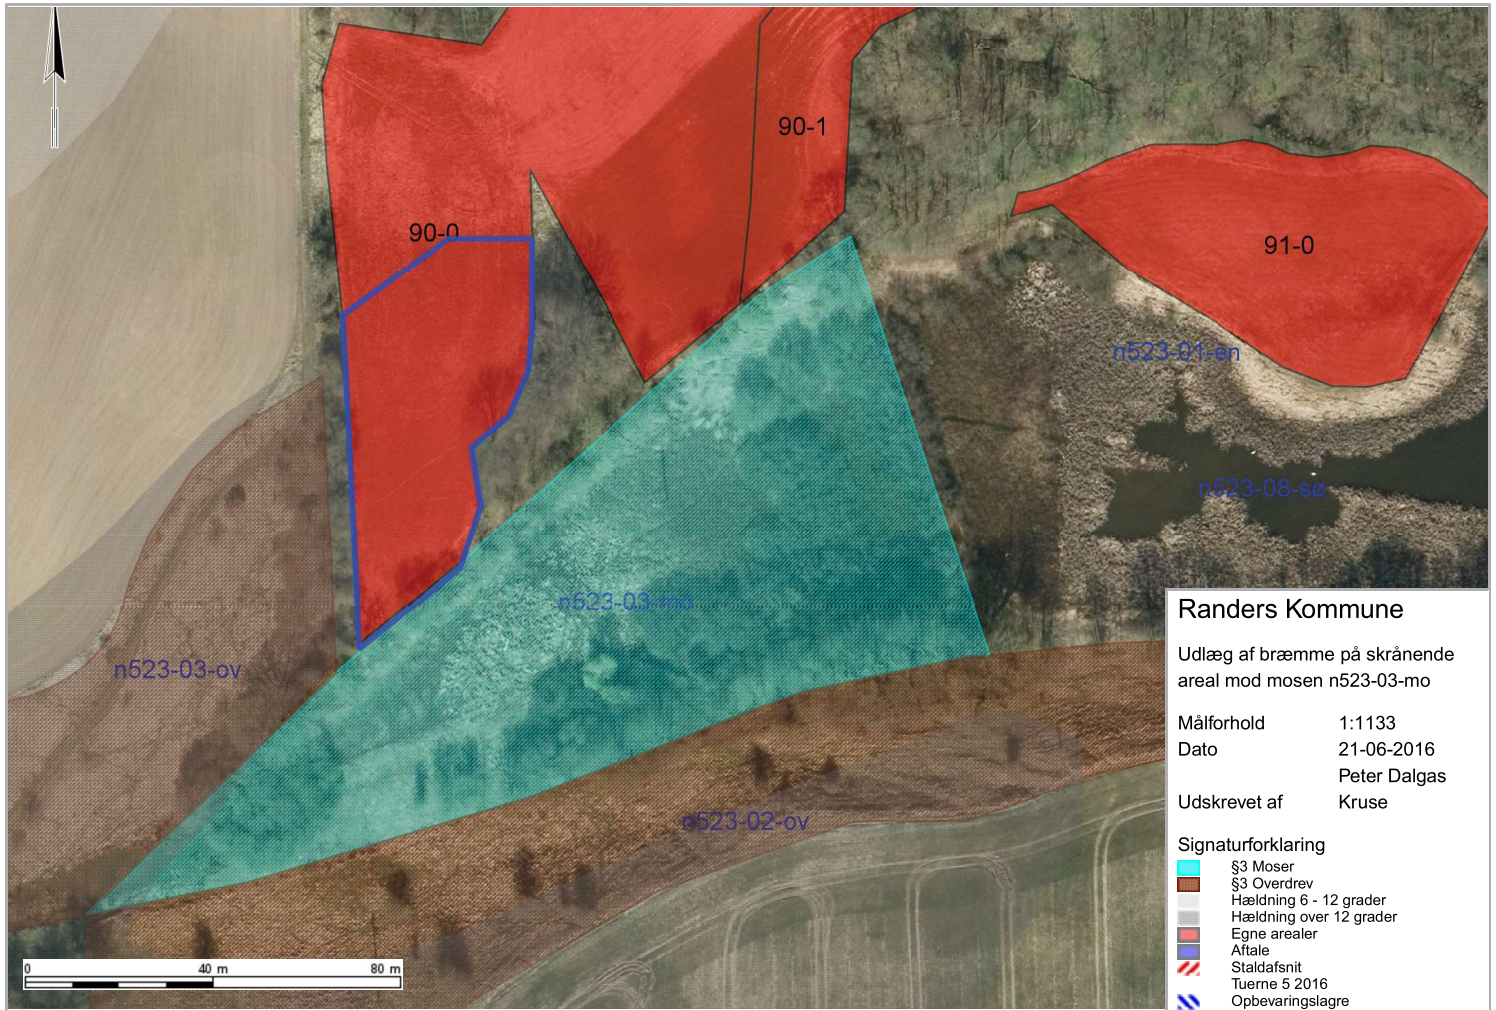 90-1
90-0
91-0
n523-01-en
n523-08-sø
n523-03-mo
n523-03-ov
n523-02-ov
0 40 m 80 m
Randers Kommune
Udlæg af bræmme på skrånende
areal mod mosen n523-03-mo
Målforhold 1:1133
Dato 21-06-2016
Peter Dalgas
Udskrevet af Kruse
Signaturforklaring
§3 Moser
§3 Overdrev
Hældning 6 - 12 grader
Hældning over 12 grader
Egne arealer
Aftale
Staldafsnit
Tuerne 5 2016
Opbevaringslagre